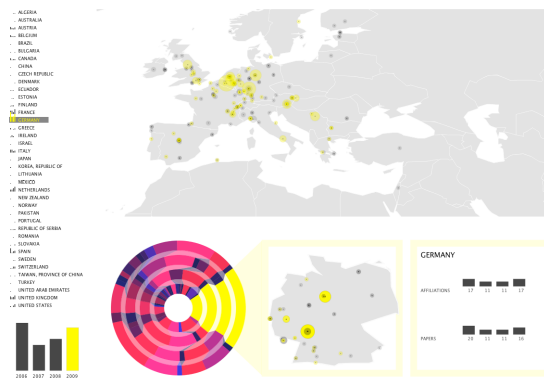 ALGERIA
AUSTRALIA
AUSTRIA
BELGIUM
BRAZIL
BULGARIA
CANADA
CHINA
CZECH REPUBLIC
DENMARK
ECUADOR
ESTONIA
FINLAND
FRANCE
GERMANY
GREECE
IRELAND
ISRAEL
ITALY
JAPAN
KOREA, REPUBLIC OF
LITHUANIA
MEXICO
NETHERLANDS
NEW ZEALAND
NORWAY
PAKISTAN
PORTUGAL
REPUBLIC OF SERBIA
ROMANIA
SLOVAKIA
SPAIN
SWEDEN
SWITZERLAND
TAIWAN, PROVINCE OF CHINA
TURKEY
UNITED ARAB EMIRATES
UNITED KINGDOM
UNITED STATES
2006 2007 2008 2009
GERMANY
AFFILIATIONS 17 11 11 17
PAPERS 20 11 11 16